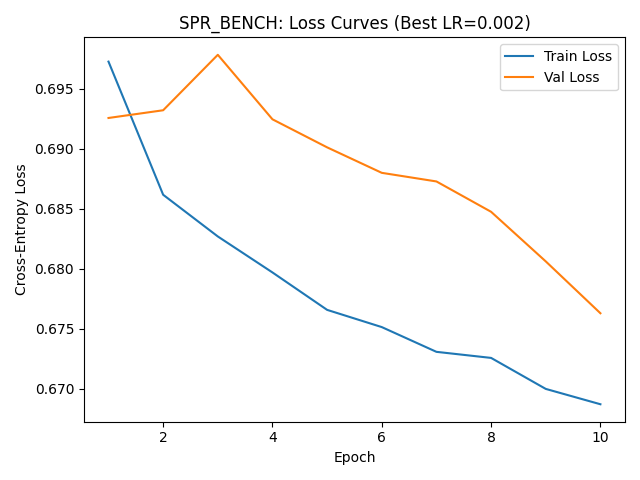 SPR_BENCH: Loss Curves (Best LR=0.002)
Train Loss
Val Loss
Cross-Entropy Loss
0.695
0.690
0.685
0.680
0.675
0.670
2 4 6 8 10
Epoch